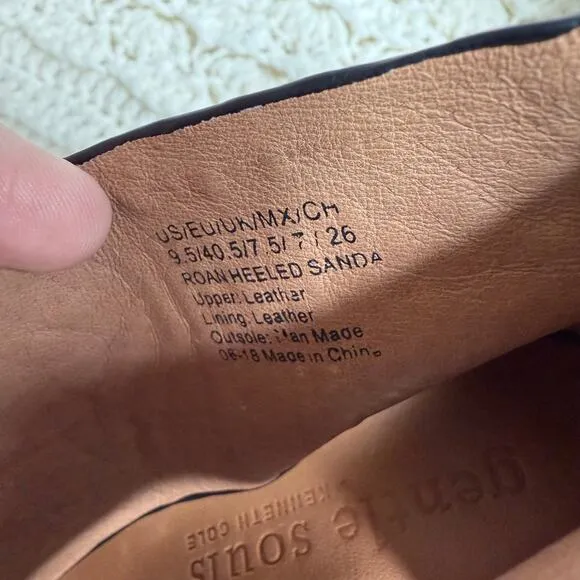 US/EU/UK/MX/CH
9.5/40.5/7.5/7/26
ROAN HEELED SANDA
Upper: Leather
Lining: Leather
Outsole: Man Made
06-18 Made in China
gentle souls
KENNETH COLE